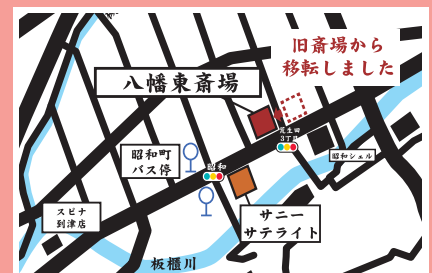 旧斎場から
移転しました
八幡東斎場
荒生田
3丁目
昭和町
バス停
昭和
昭和シェル
スピナ
到津店
サニー
サテライト
板櫃川